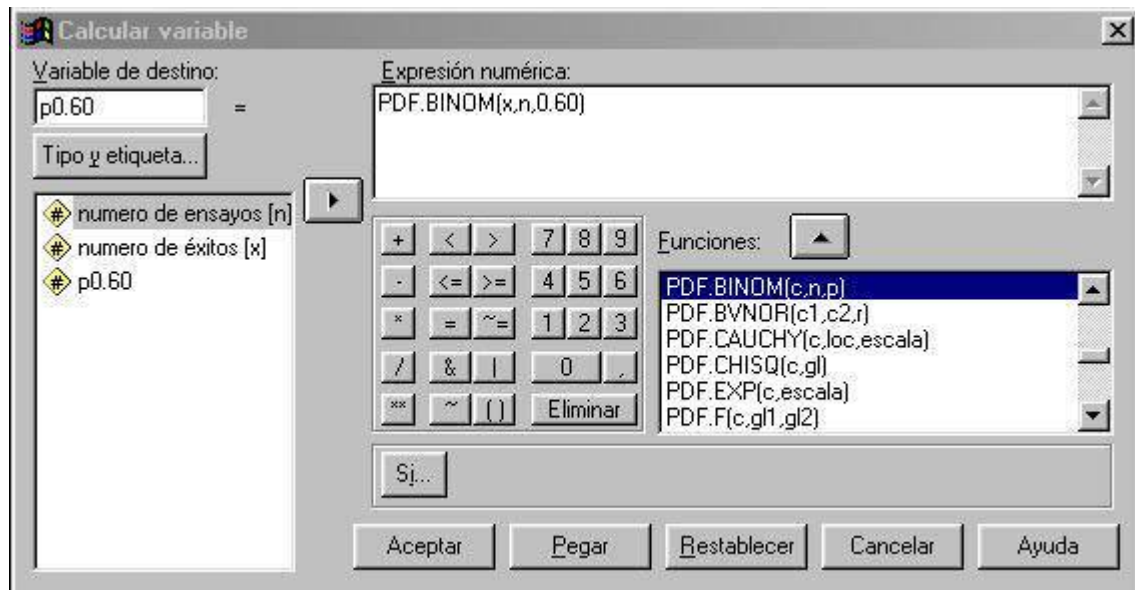 Calcular variable
Variable de destino:
p0.60 =
Tipo y etiqueta...
numero de ensayos [n]
numero de éxitos [x]
p0.60
Expresión numérica:
PDF.BINOM(x,n,0.60)
+ < > 7 8 9
- <= >= 4 5 6
* = ~= 1 2 3
/ & | 0 ,
** ~ ( ) Eliminar
Funciones:
PDF.BINOM(c,n,p)
PDF.BVNOR(c1,c2,r)
PDF.CAUCHY(c,loc,escala)
PDF.CHISQ(c,gl)
PDF.EXP(c,escala)
PDF.F(c,gl1,gl2)
Si...
Aceptar Pegar Restablecer Cancelar Ayuda